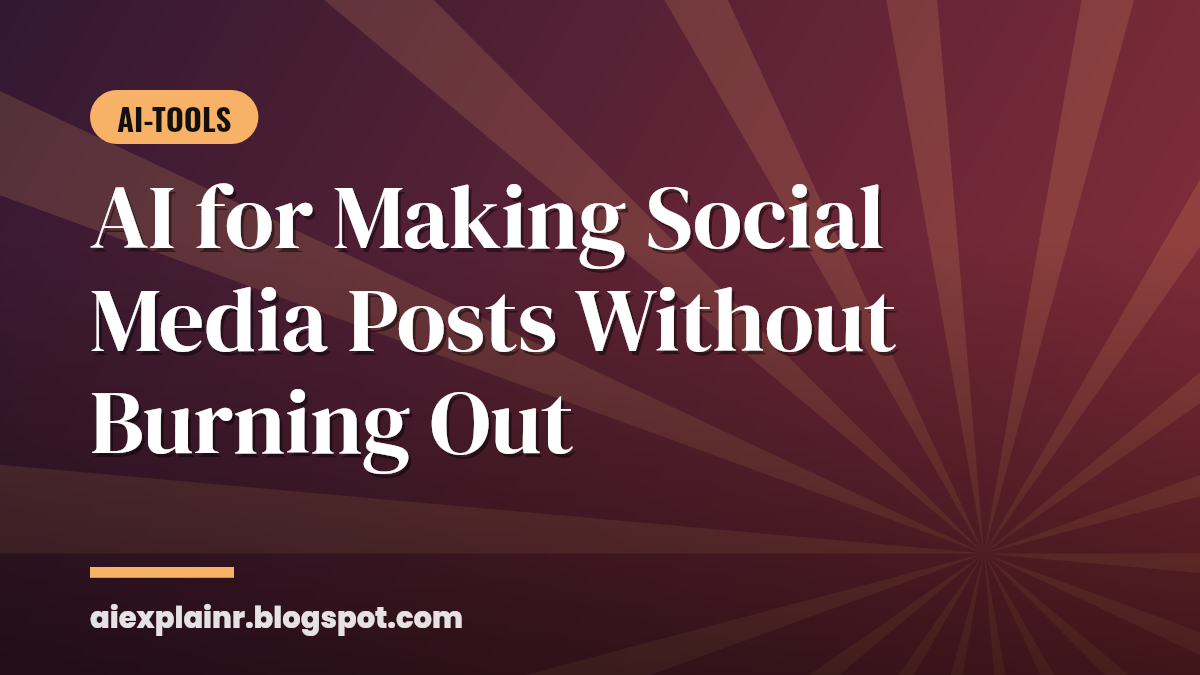 AI-TOOLS
AI for Making Social
Media Posts Without
Burning Out
aiexplainr.blogspot.com